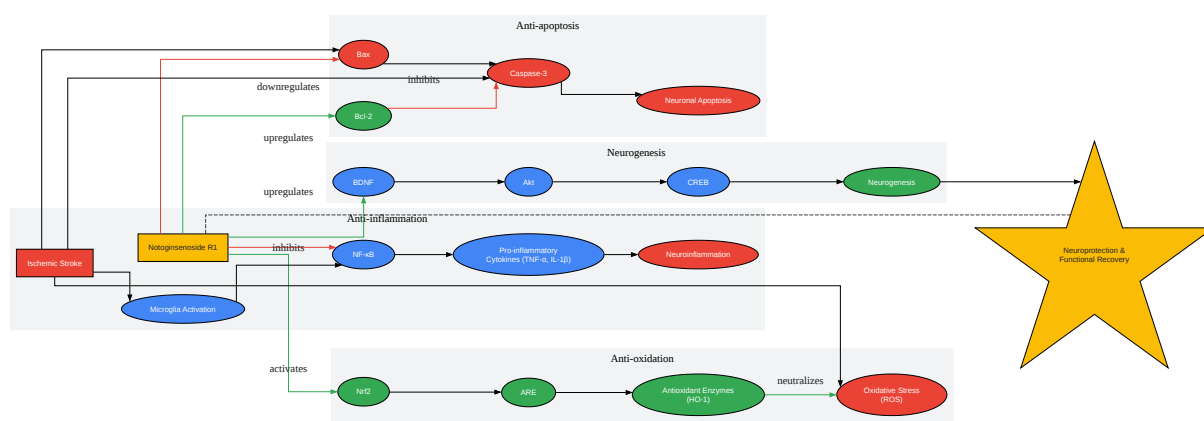 Anti-apoptosis
Bax
Caspase-3
inhibits
downregulates
Neuronal Apoptosis
Bcl-2
upregulates
Neurogenesis
BDNF
Akt
CREB
Neurogenesis
upregulates
Anti-inflammation
Notoginsenoside R1
inhibits
NF-κB
Pro-inflammatory
Cytokines (TNF-α, IL-1β)
Neuroinflammation
Ischemic Stroke
Microglia Activation
Neuroprotection &
Functional Recovery
Anti-oxidation
activates
Nrf2
ARE
Antioxidant Enzymes
(HO-1)
neutralizes
Oxidative Stress
(ROS)